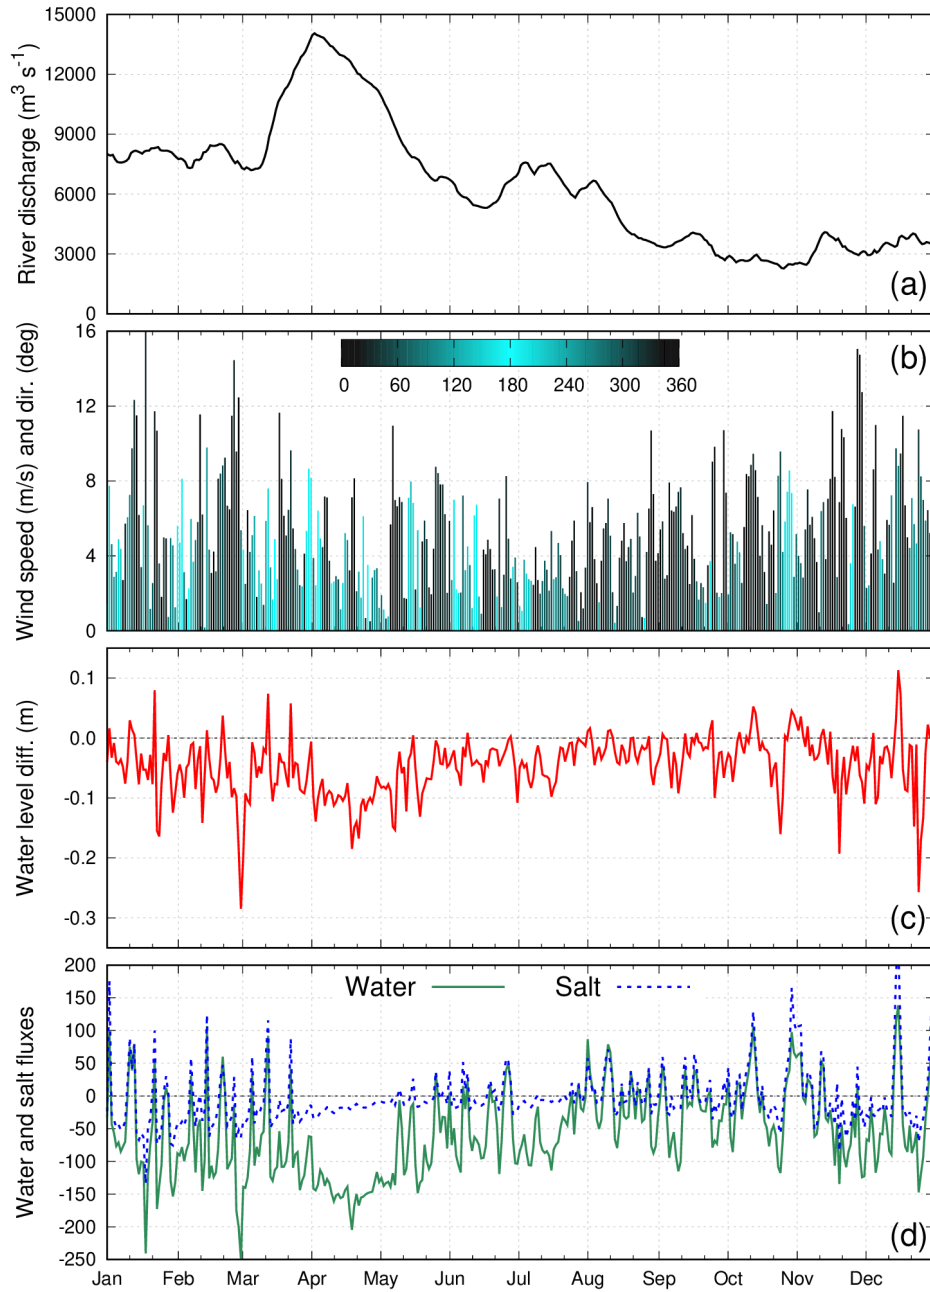 15000
12000
9000
6000
3000
0
River discharge (m³ s⁻¹)
(a)
16
12
8
4
0
Wind speed (m/s) and dir. (deg)
0 60 120 180 240 300 360
(b)
0.1
0.0
-0.1
-0.2
-0.3
Water level diff. (m)
(c)
200
150
100
50
0
-50
-100
-150
-200
-250
Water and salt fluxes
Water Salt
(d)
Jan Feb Mar Apr May Jun Jul Aug Sep Oct Nov Dec